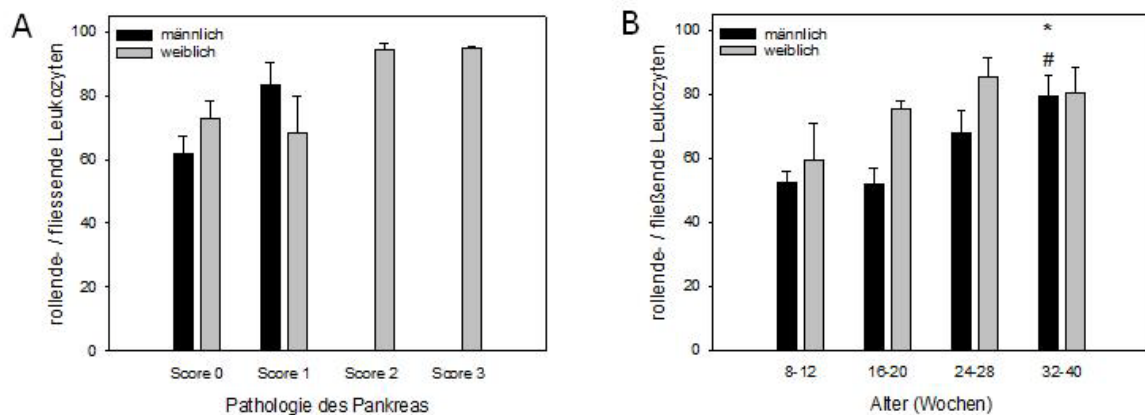 A
rollende- / fliessende Leukozyten
100
80
60
40
20
0
männlich
weiblich
Score 0
Score 1
Score 2
Score 3
Pathologie des Pankreas
B
rollende- / fließende Leukozyten
100
80
60
40
20
0
männlich
weiblich
*
#
8-12
16-20
24-28
32-40
Alter (Wochen)